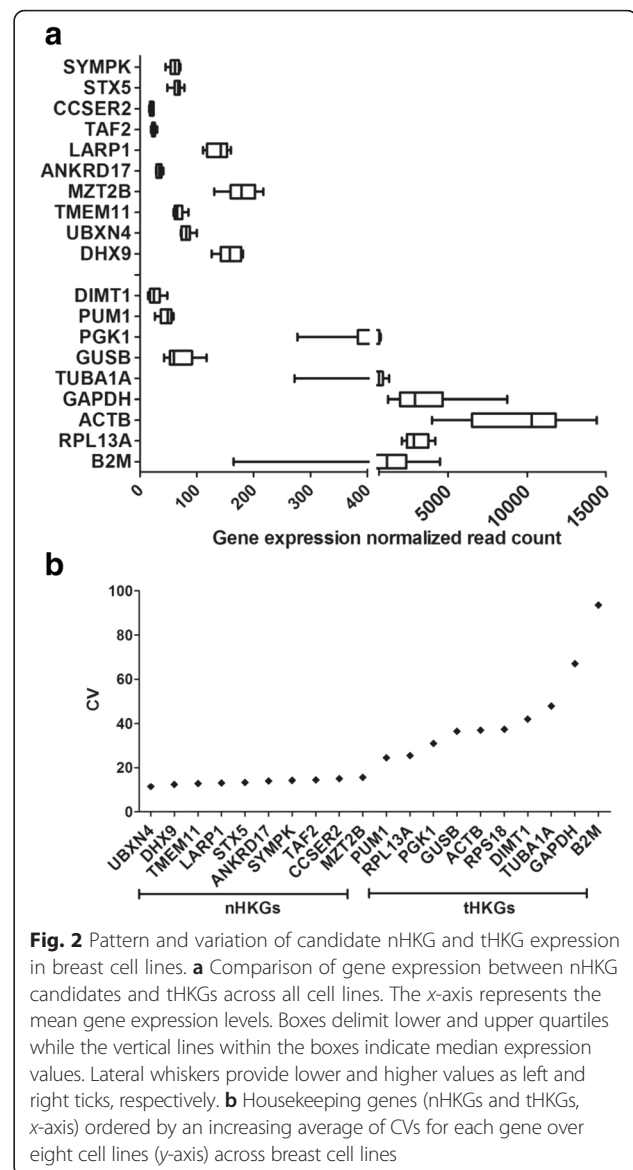 a
SYMPK
STX5
CCSER2
TAF2
LARP1
ANKRD17
MZT2B
TMEM11
UBXN4
DHX9
DIMT1
PUM1
PGK1
GUSB
TUBA1A
GAPDH
ACTB
RPL13A
B2M
0 100 200 300 400 5000 10000 15000
Gene expression normalized read count
b
100
80
60
40
20
0
CV
UBXN4 DHX9 TMEM11 LARP1 STX5 ANKRD17 SYMPK TAF2 CCSER2 MZT2B PUM1 RPL13A PGK1 GUSB ACTB RPS18 DIMT1 TUBA1A GAPDH B2M
nHKGs tHKGs
Fig. 2 Pattern and variation of candidate nHKG and tHKG expression
in breast cell lines. a Comparison of gene expression between nHKG
candidates and tHKGs across all cell lines. The x-axis represents the
mean gene expression levels. Boxes delimit lower and upper quartiles
while the vertical lines within the boxes indicate median expression
values. Lateral whiskers provide lower and higher values as left and
right ticks, respectively. b Housekeeping genes (nHKGs and tHKGs,
x-axis) ordered by an increasing average of CVs for each gene over
eight cell lines (y-axis) across breast cell lines